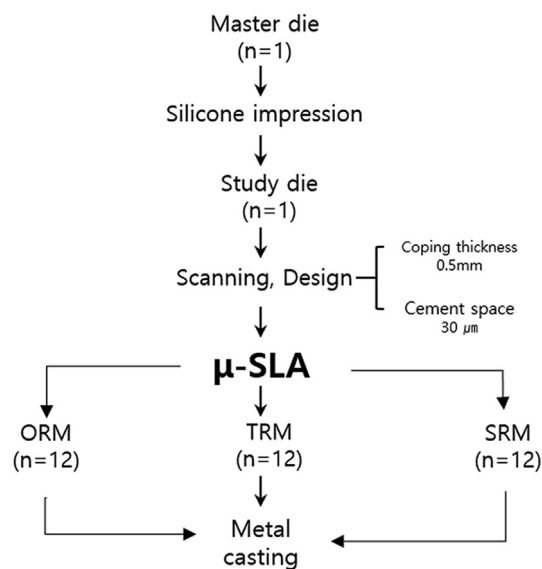 Master die
(n=1)
Silicone impression
Study die
(n=1)
Scanning, Design
Coping thickness
0.5mm
Cement space
30 ㎛
μ-SLA
ORM
(n=12)
TRM
(n=12)
SRM
(n=12)
Metal
casting